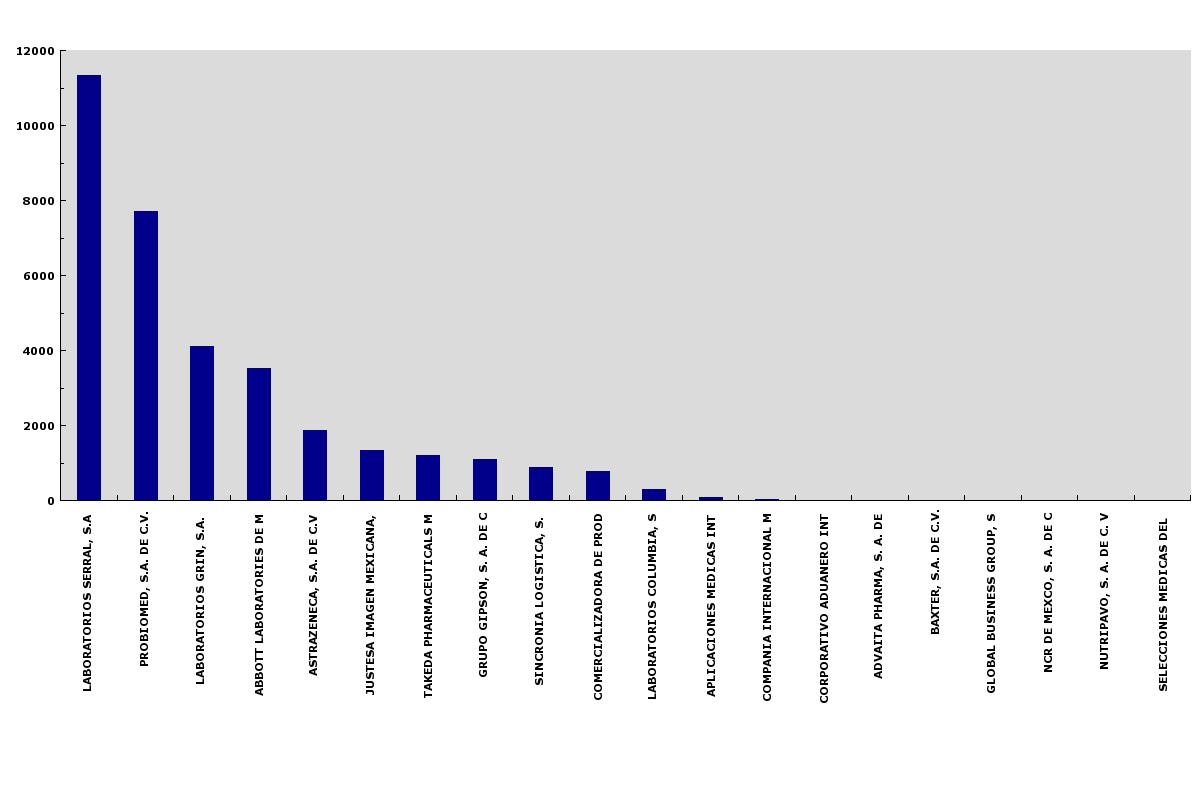 12000
10000
8000
6000
4000
2000
0
LABORATORIOS SERRAL, S.A
PROBIOMED, S.A. DE C.V.
LABORATORIOS GRIN, S.A.
ABBOTT LABORATORIES DE M
ASTRAZENECA, S.A. DE C.V
JUSTESA IMAGEN MEXICANA,
TAKEDA PHARMACEUTICALS M
GRUPO GIPSON, S. A. DE C
SINCRONIA LOGISTICA, S.
COMERCIALIZADORA DE PROD
LABORATORIOS COLUMBIA, S
APLICACIONES MEDICAS INT
COMPANIA INTERNACIONAL M
CORPORATIVO ADUANERO INT
ADVAITA PHARMA, S. A. DE
BAXTER, S.A. DE C.V.
GLOBAL BUSINESS GROUP, S
NCR DE MEXCO, S. A. DE C
NUTRIPAVO, S. A. DE C. V
SELECCIONES MEDICAS DEL